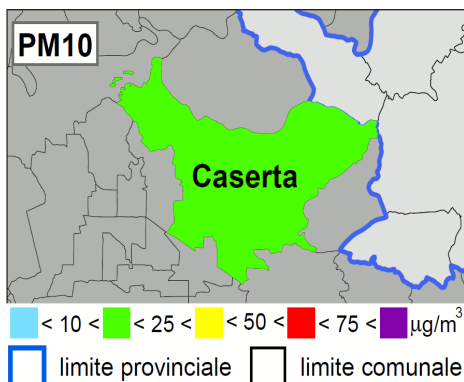 PM10
Caserta
< 10 < < 25 < < 50 < < 75 < µg/m³
limite provinciale limite comunale